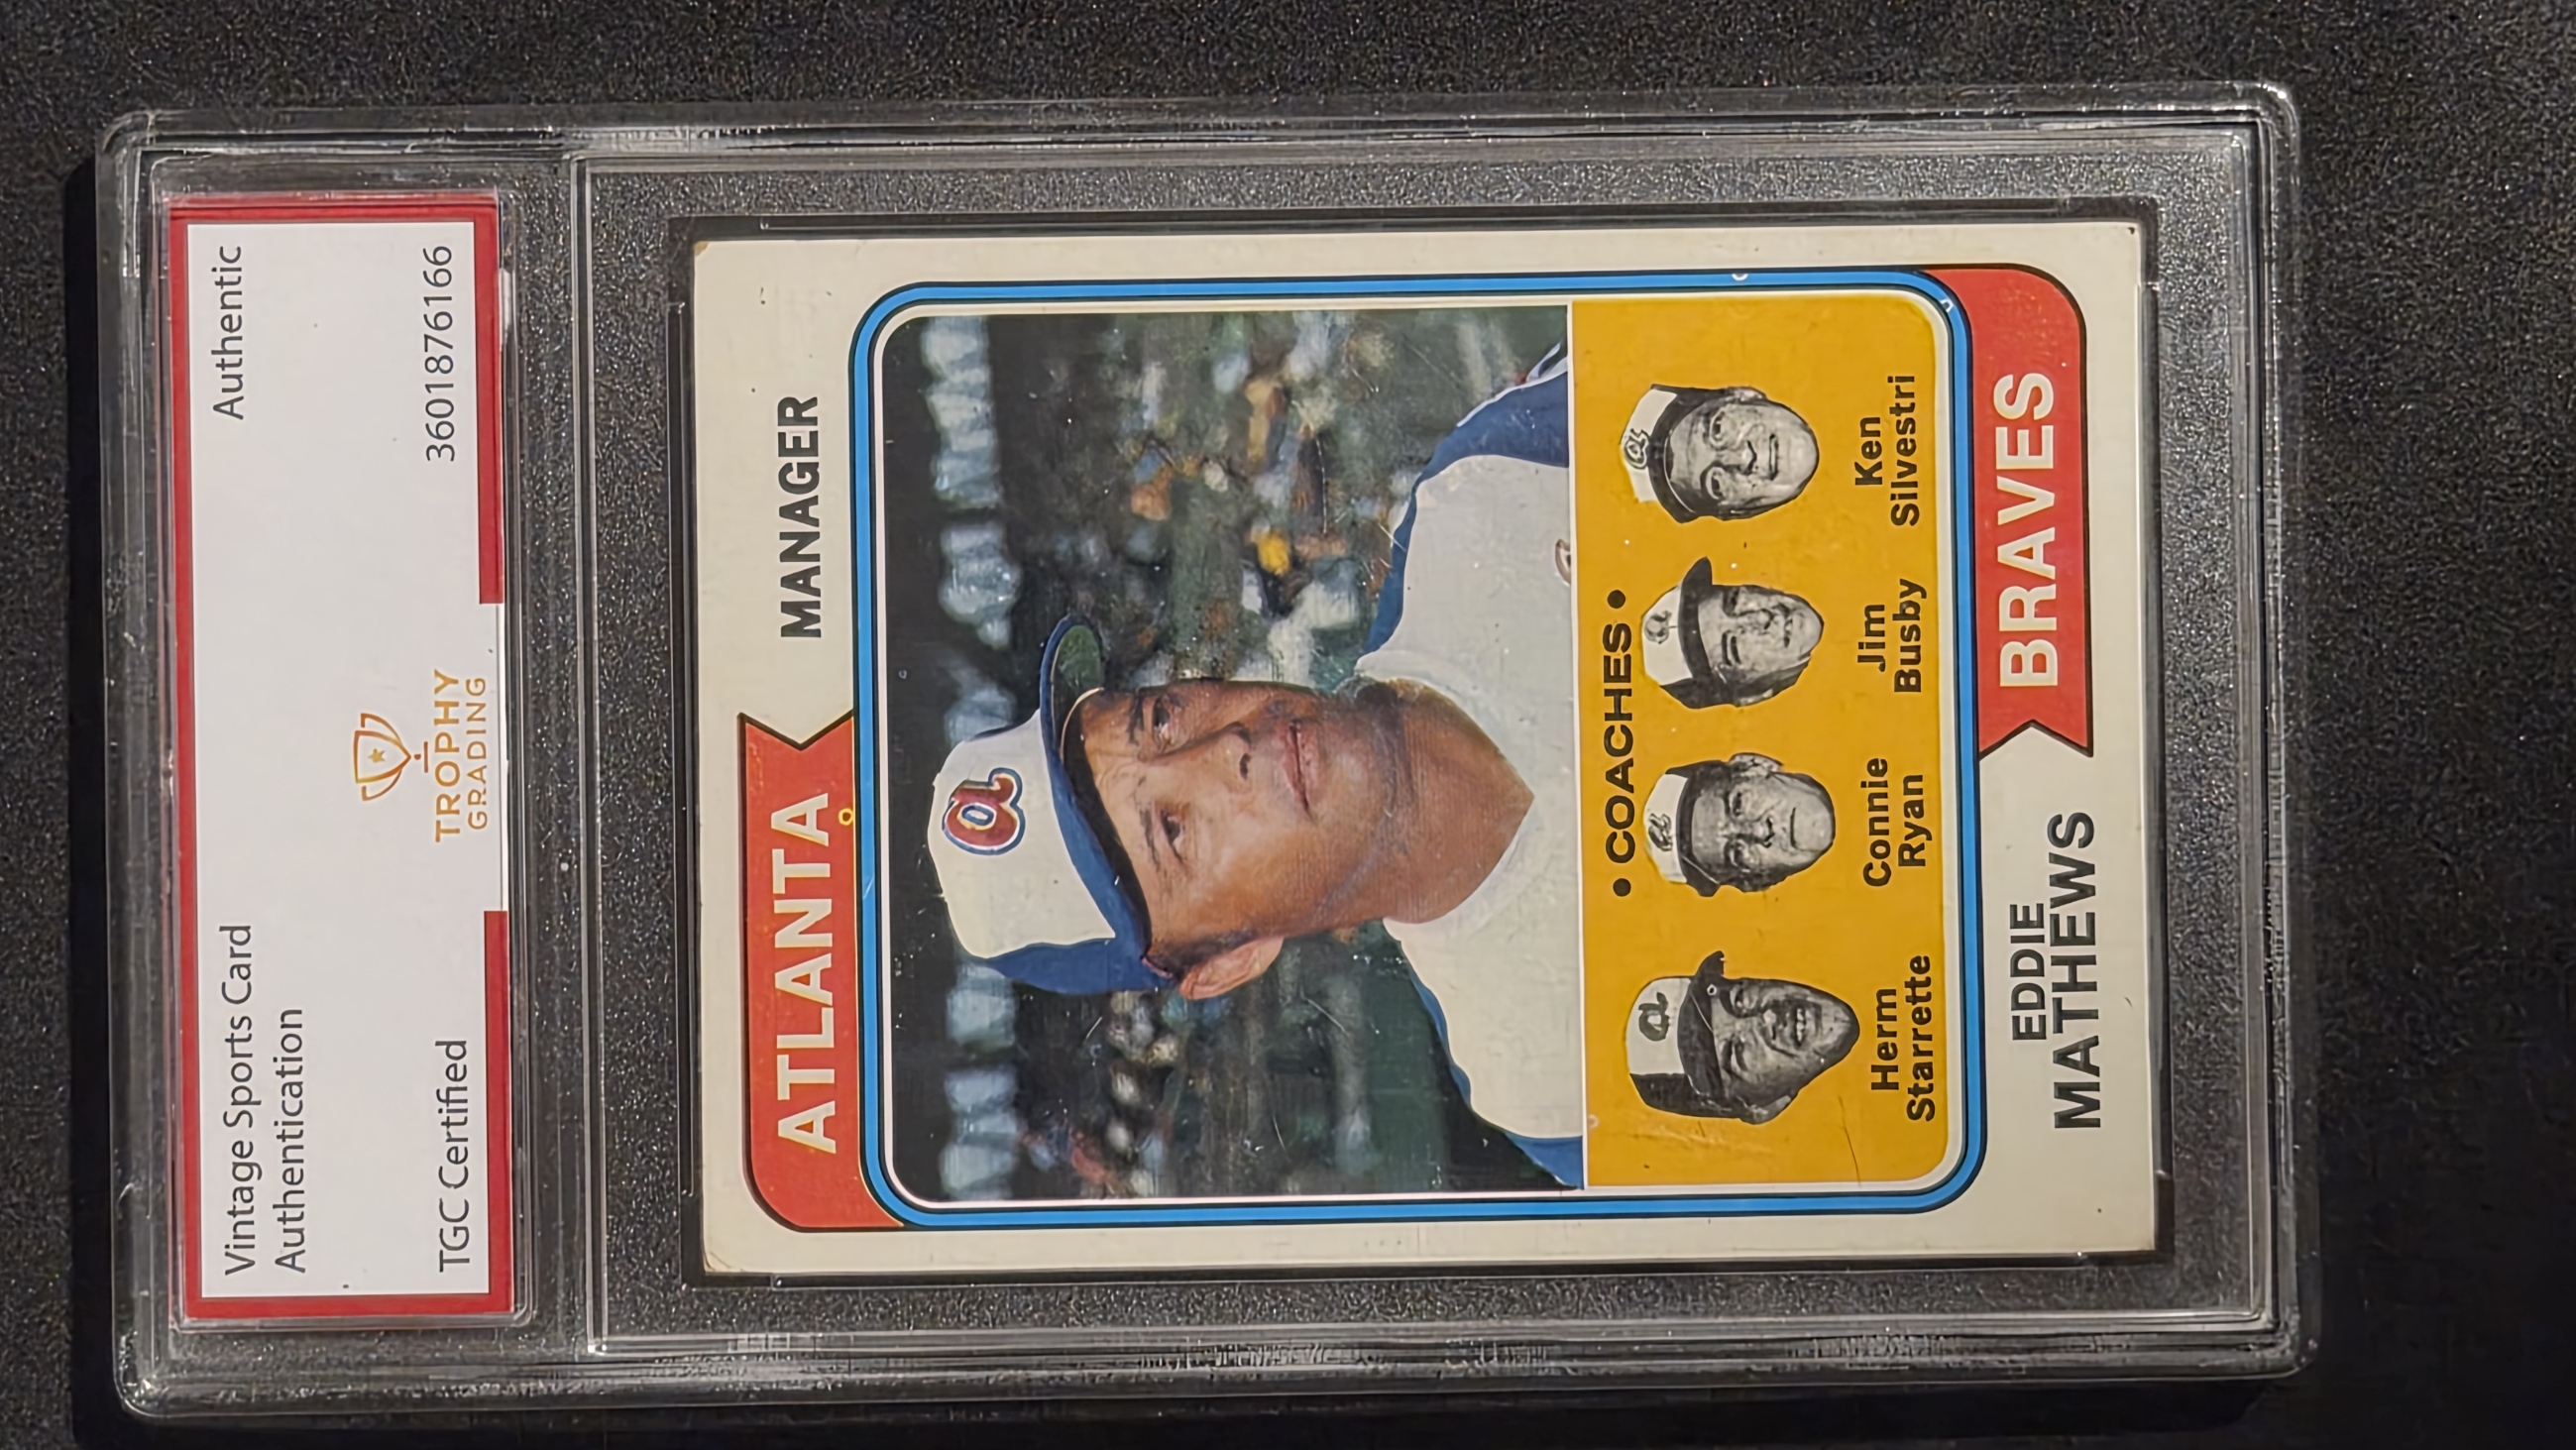 Vintage Sports Card
Authentic
Authentication
TGC Certified
TROPHY
GRADING
3601876166
ATLANTA
MANAGER
a
• COACHES •
Herm
Starrette
Connie
Ryan
Jim
Busby
Ken
Silvestri
EDDIE
MATHEWS
BRAVES